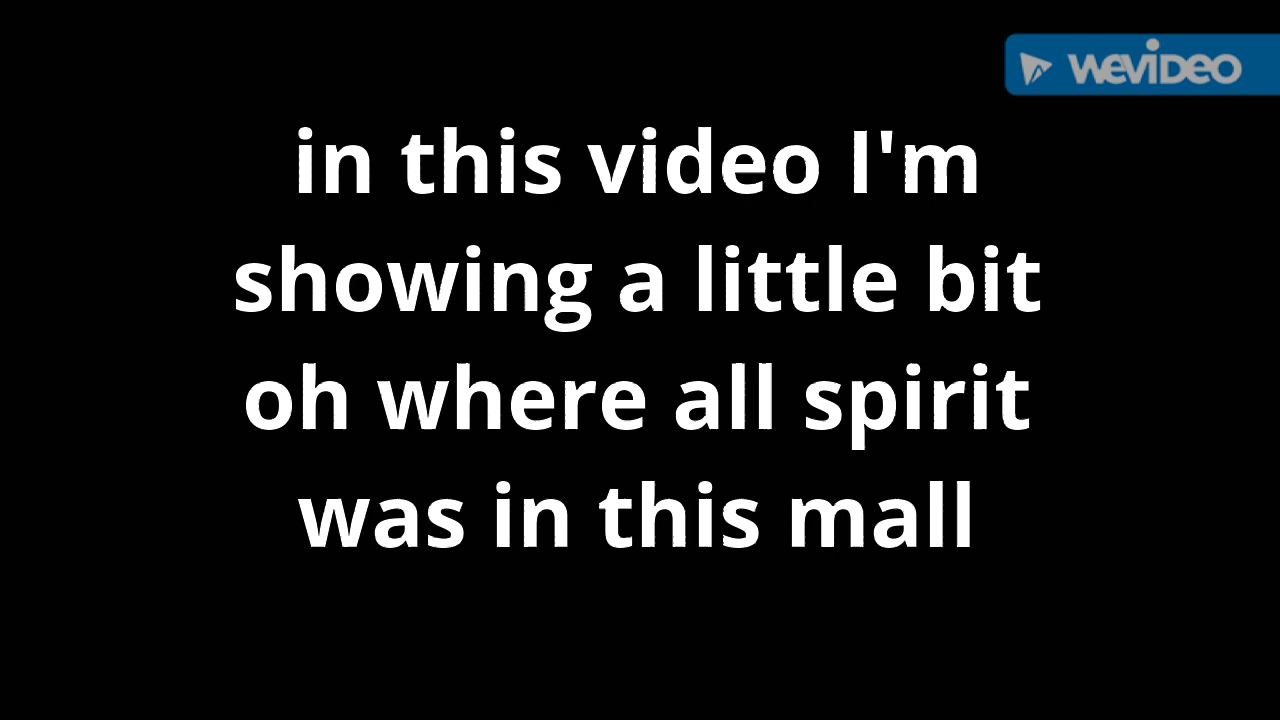 WEVIDEO
in this video I'm
showing a little bit
oh where all spirit
was in this mall